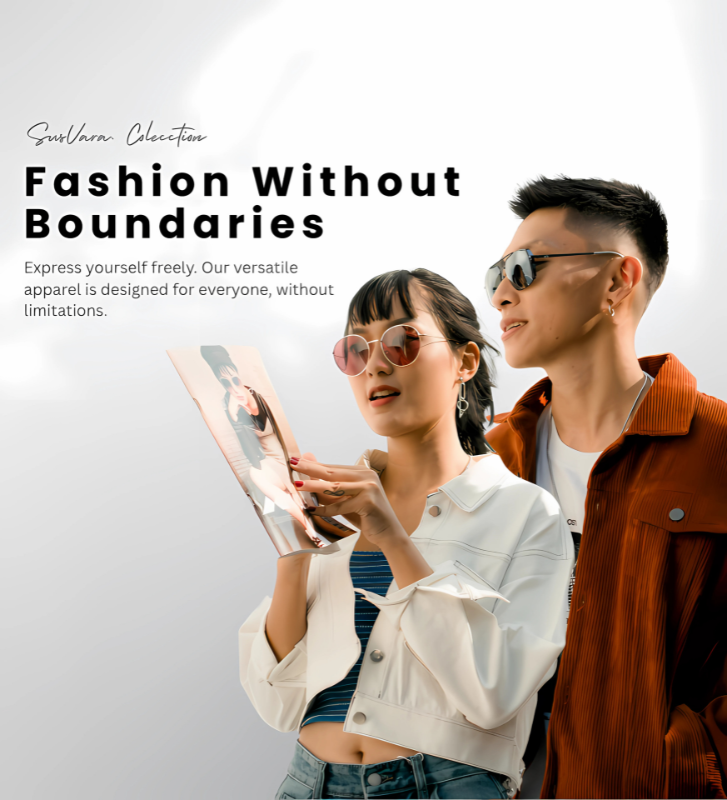 SusVara Colecction
Fashion Without
Boundaries
Express yourself freely. Our versatile
apparel is designed for everyone, without
limitations.